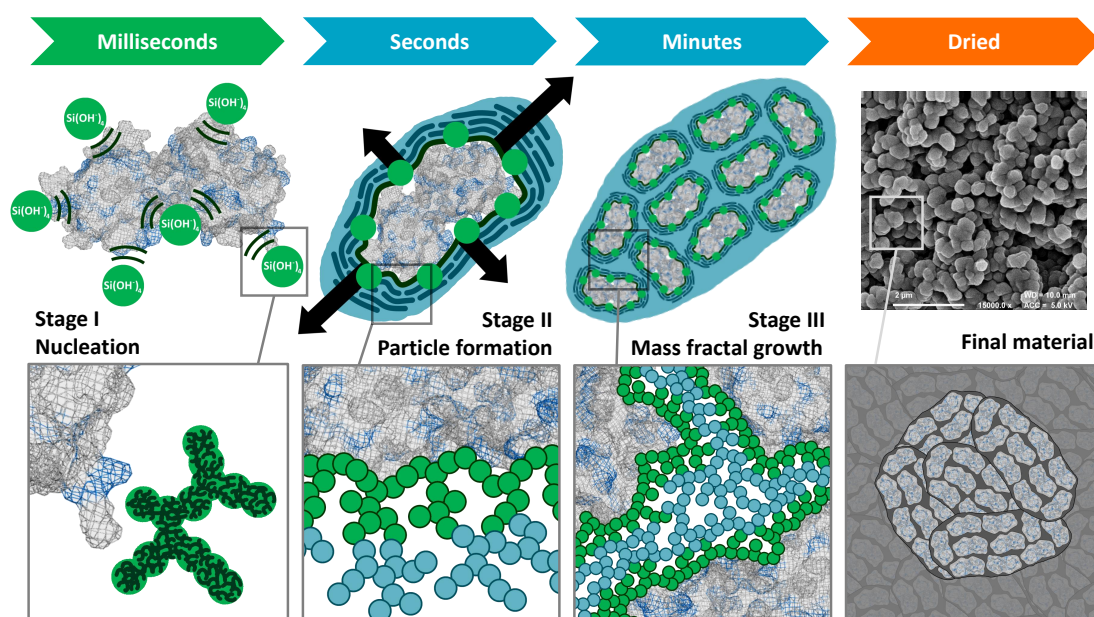 Milliseconds
Seconds
Minutes
Dried
Si(OH⁻)₄
Si(OH⁻)₄
Si(OH⁻)₄
Si(OH⁻)₄
Si(OH⁻)₄
Si(OH⁻)₄
Stage I
Nucleation
Stage II
Particle formation
Stage III
Mass fractal growth
2 µm
15000.0 x
WD = 10.0 mm
ACC = 5.0 kV
Final material